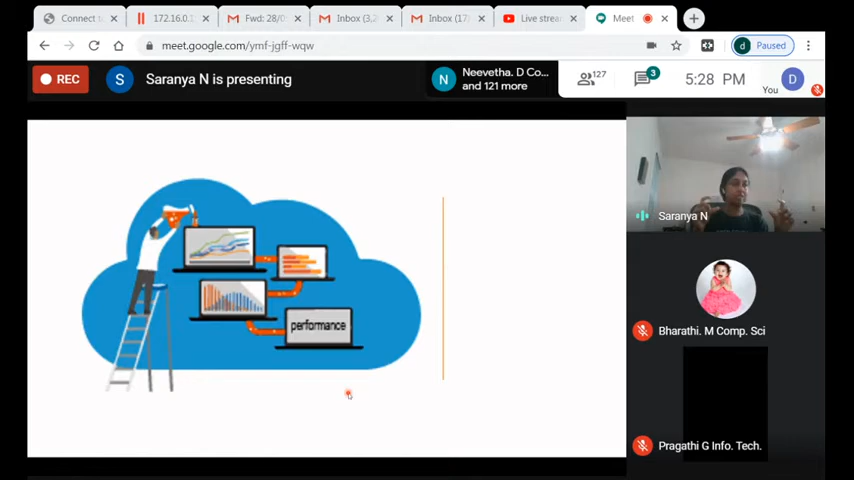 Connect to
172.16.0.1
Fwd: 28/0
Inbox (3,2
Inbox (17
Live stream
Meet
meet.google.com/ymf-jgff-wqw
d
Paused
REC
S
Saranya N is presenting
N
Neevetha. D Co...
and 121 more
127
3
5:28 PM
You
D
performance
Saranya N
Bharathi. M Comp. Sci
Pragathi G Info. Tech.